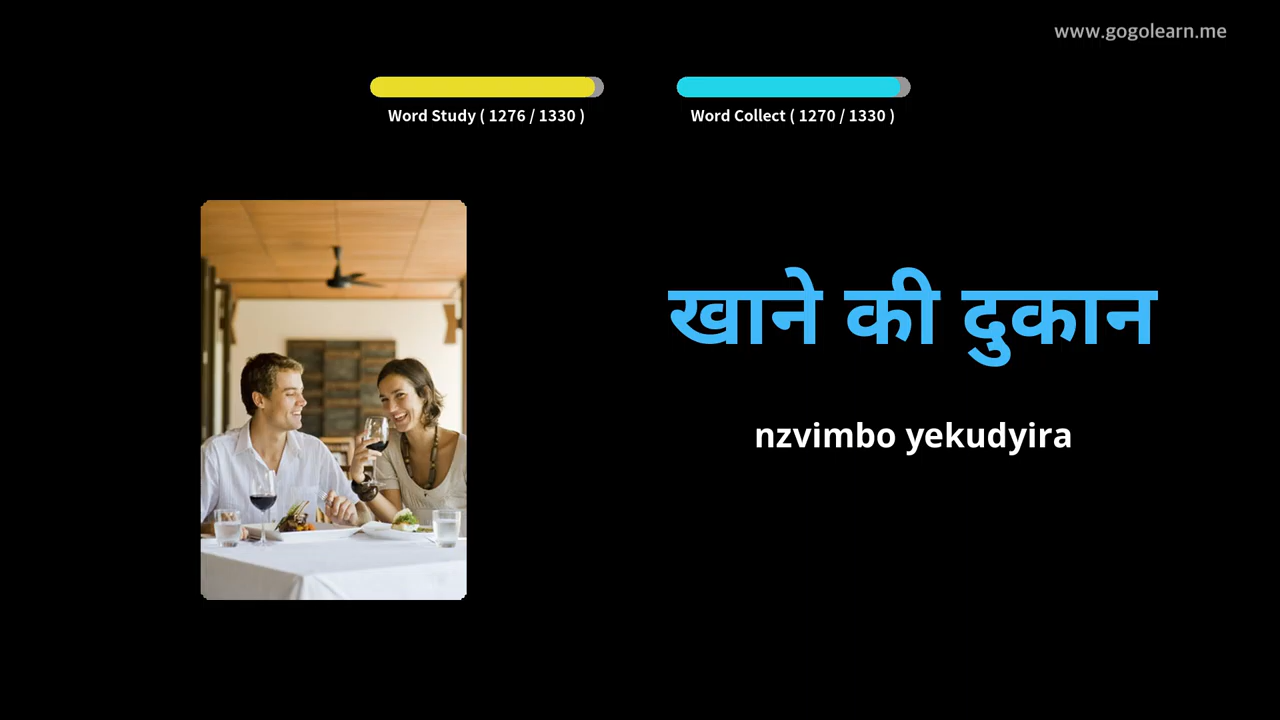 www.gogolearn.me
Word Study ( 1276 / 1330 )
Word Collect ( 1270 / 1330 )
खाने की दुकान
nzvimbo yekudyira